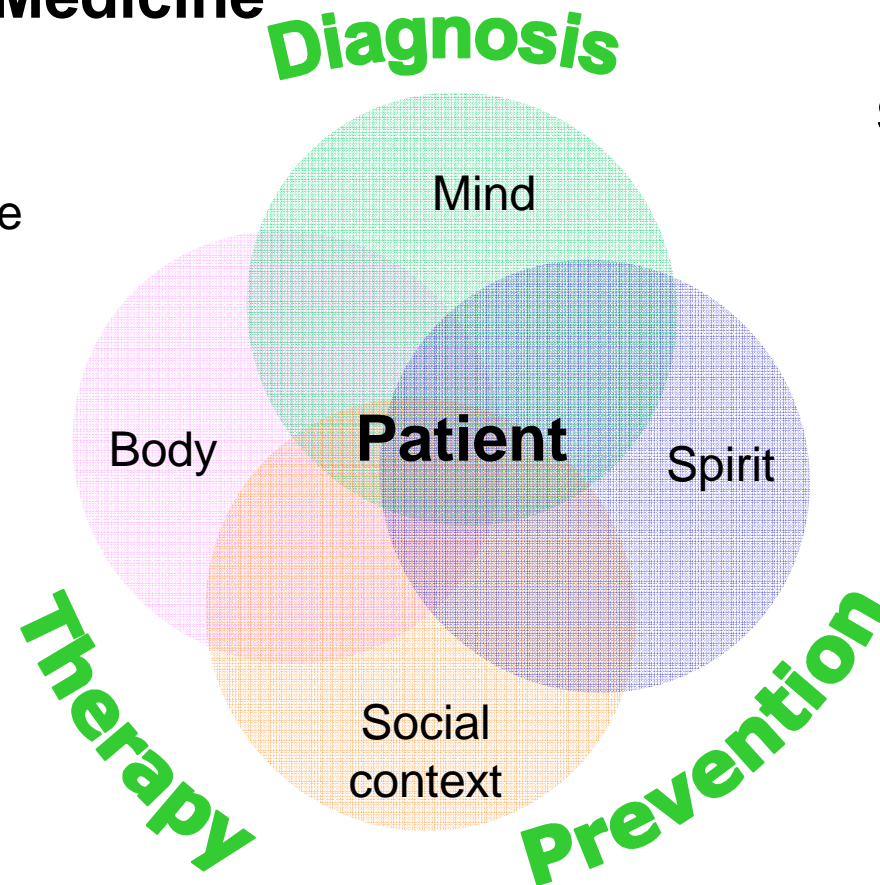 Medicine
Diagnosis
Mind
e
Body
Patient
Spirit
Therapy
Prevention
Social
context